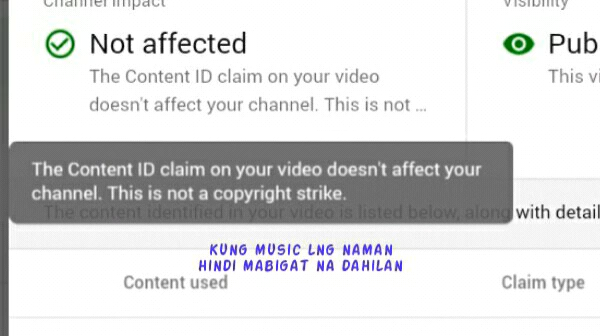 Channel impact
Visibility
Not affected
Pub
The Content ID claim on your video
doesn't affect your channel. This is not ...
This vi
The Content ID claim on your video doesn't affect your
channel. This is not a copyright strike.
The content identified in your video is listed below, along with detail
KUNG MUSIC LNG NAMAN
HINDI MABIGAT NA DAHILAN
Content used
Claim type